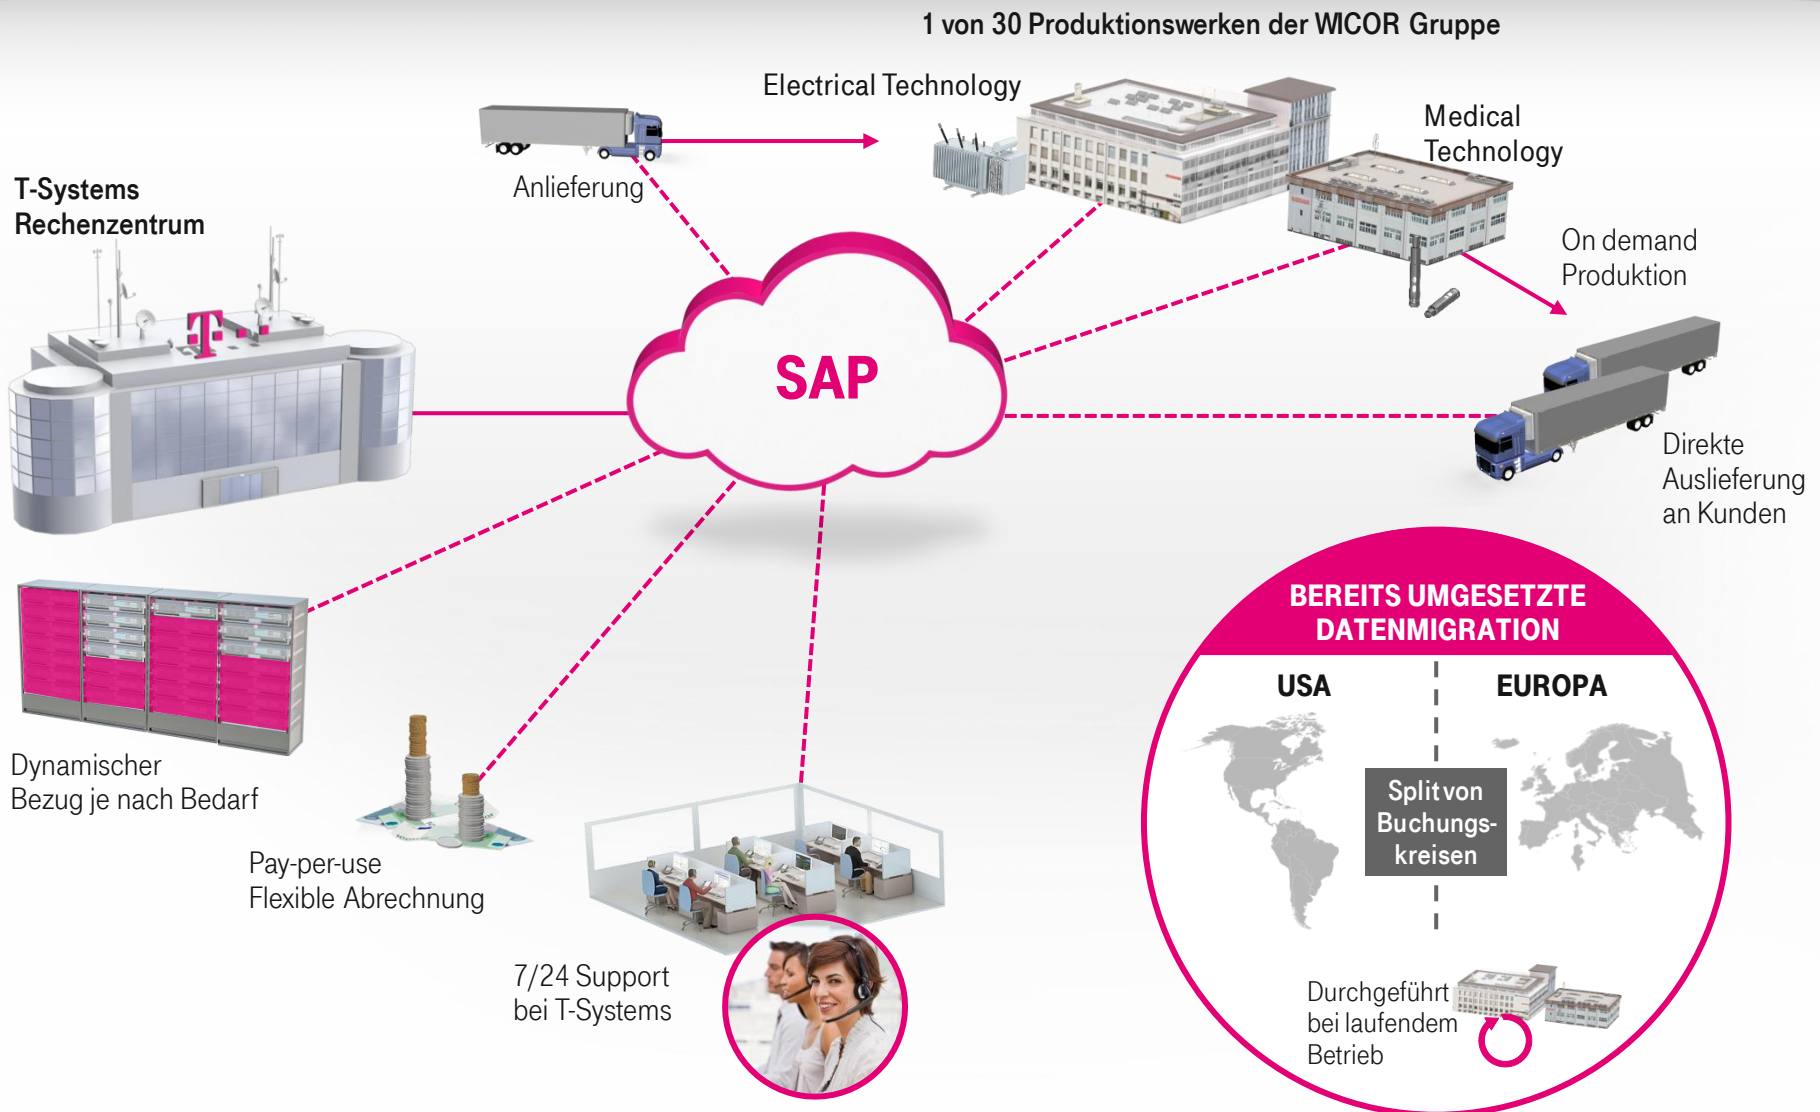 1 von 30 Produktionswerken der WICOR Gruppe
Electrical Technology
Medical
Technology
Anlieferung
T-Systems
Rechenzentrum
On demand
Produktion
T
SAP
Direkte
Auslieferung
an Kunden
Dynamischer
Bezug je nach Bedarf
Pay-per-use
Flexible Abrechnung
7/24 Support
bei T-Systems
BEREITS UMGESETZTE
DATENMIGRATION
USA
EUROPA
Split von
Buchungs-
kreisen
Durchgeführt
bei laufendem
Betrieb